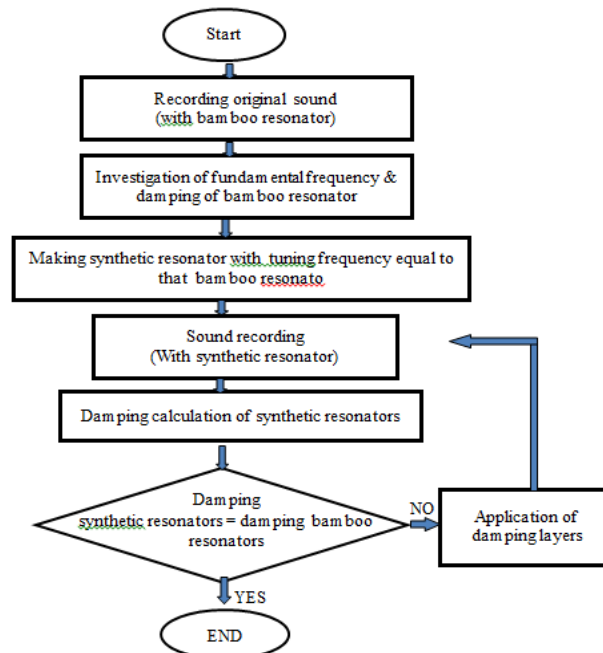 Start
Recording original sound
(with bamboo resonator)
Investigation of fundamental frequency &
damping of bamboo resonator
Making synthetic resonator with tuning frequency equal to
that bamboo resonato
Sound recording
(With synthetic resonator)
Damping calculation of synthetic resonators
Damping
synthetic resonators = damping bamboo
resonators
NO
Application of
damping layers
YES
END